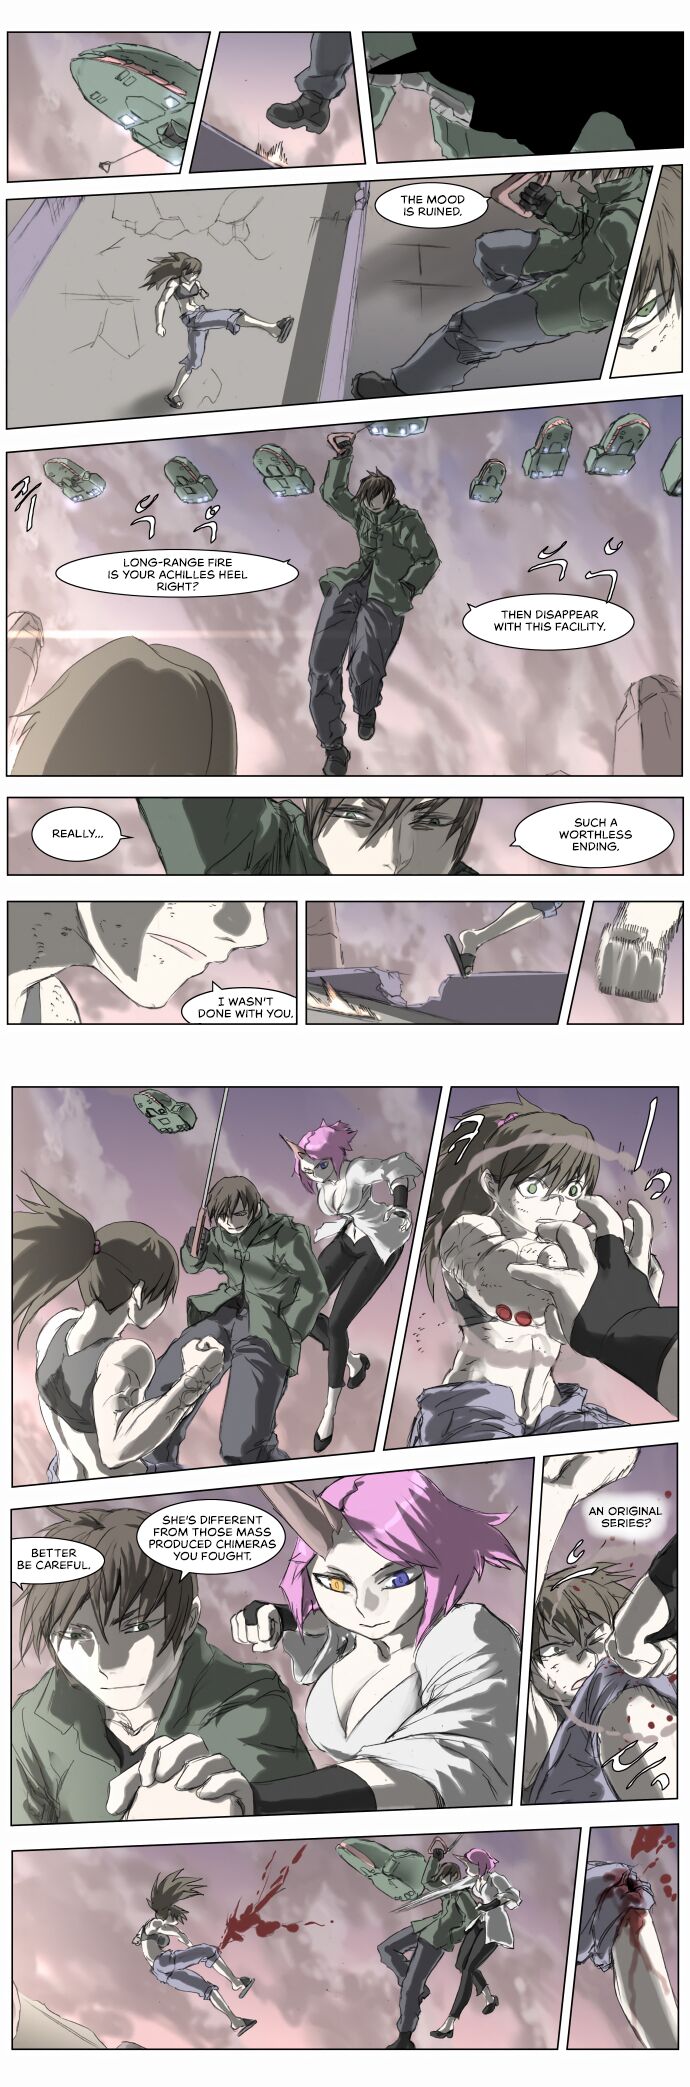 THE MOOD
IS RUINED.
LONG-RANGE FIRE
IS YOUR ACHILLES HEEL
RIGHT?
THEN DISAPPEAR
WITH THIS FACILITY.
REALLY...
SUCH A
WORTHLESS
ENDING.
I WASN'T
DONE WITH YOU.
BETTER
BE CAREFUL.
SHE'S DIFFERENT
FROM THOSE MASS
PRODUCED CHIMERAS
YOU FOUGHT.
AN ORIGINAL
SERIES?